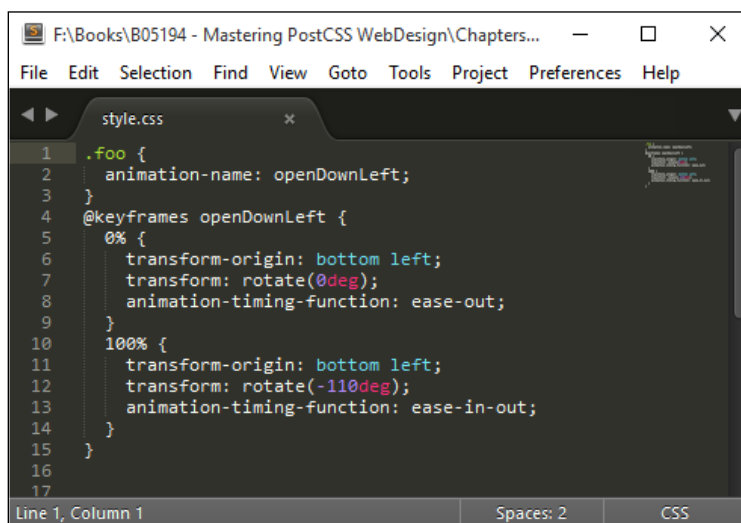 F:\Books\B05194 - Mastering PostCSS WebDesign\Chapters...
File Edit Selection Find View Goto Tools Project Preferences Help
style.css
1 .foo {
2   animation-name: openDownLeft;
3 }
4 @keyframes openDownLeft {
5   0% {
6     transform-origin: bottom left;
7     transform: rotate(0deg);
8     animation-timing-function: ease-out;
9   }
10   100% {
11     transform-origin: bottom left;
12     transform: rotate(-110deg);
13     animation-timing-function: ease-in-out;
14   }
15 }
16
17
Line 1, Column 1 Spaces: 2 CSS